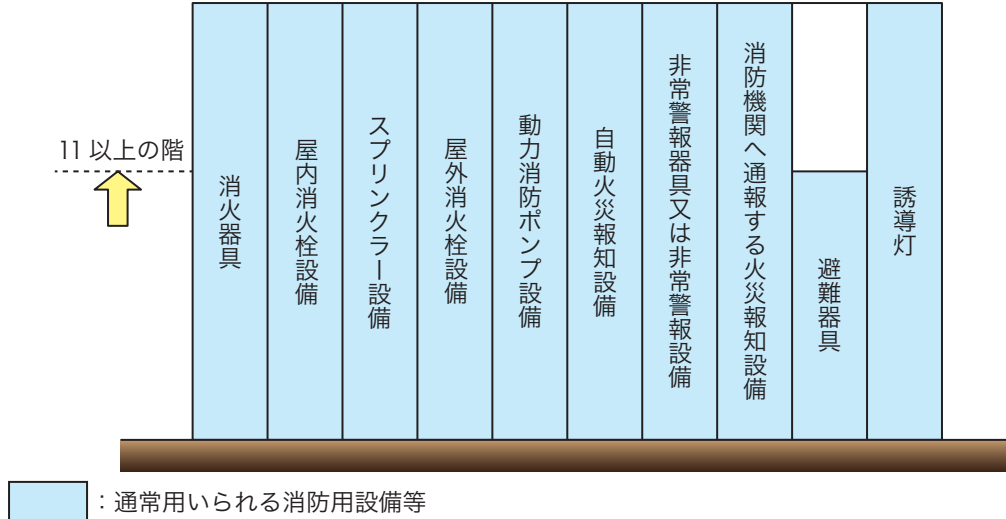 11 以上の階
消火器具
屋内消火栓設備
スプリンクラー設備
屋外消火栓設備
動力消防ポンプ設備
自動火災報知設備
非常警報器具又は非常警報設備
消防機関へ通報する火災報知設備
避難器具
誘導灯
：通常用いられる消防用設備等